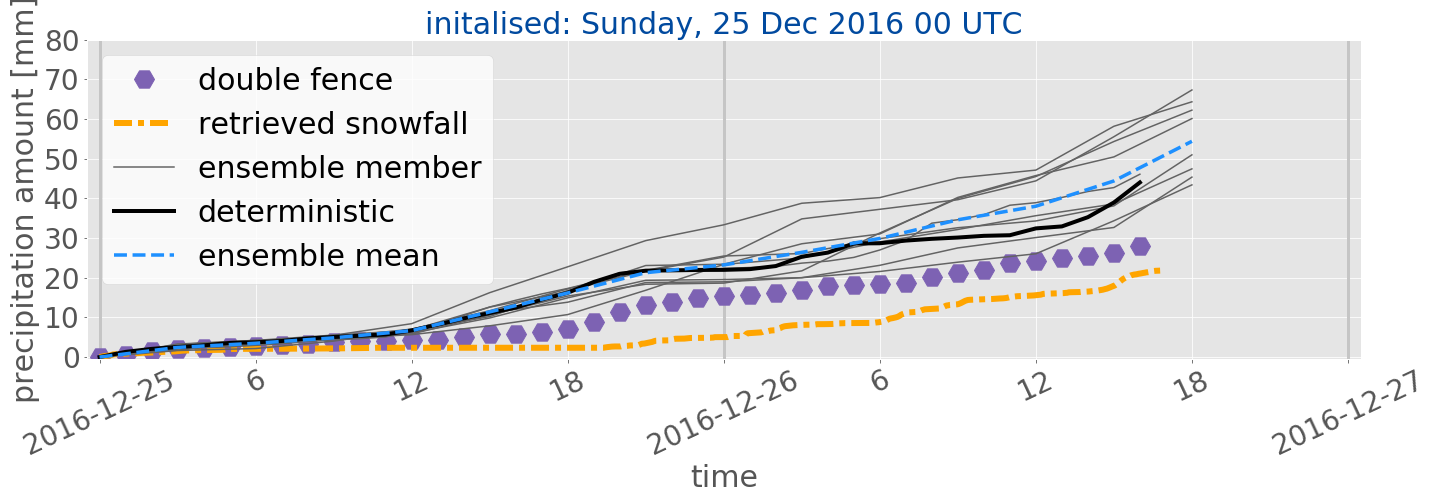 initalised: Sunday, 25 Dec 2016 00 UTC
precipitation amount [mm]
80
70
60
50
40
30
20
10
0
double fence
retrieved snowfall
ensemble member
deterministic
ensemble mean
2016-12-25
6
12
18
2016-12-26
6
12
18
2016-12-27
time